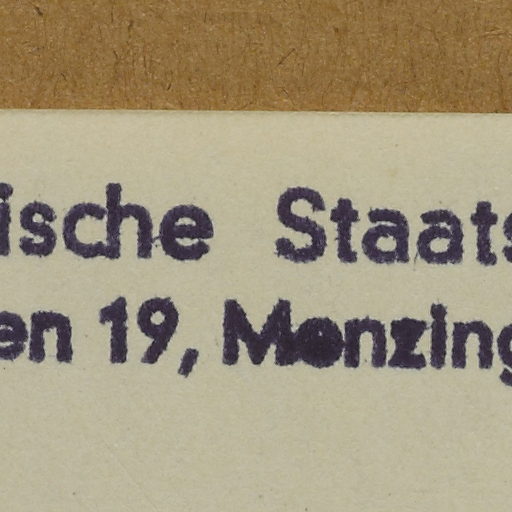 ische Staats
en 19, Menzing